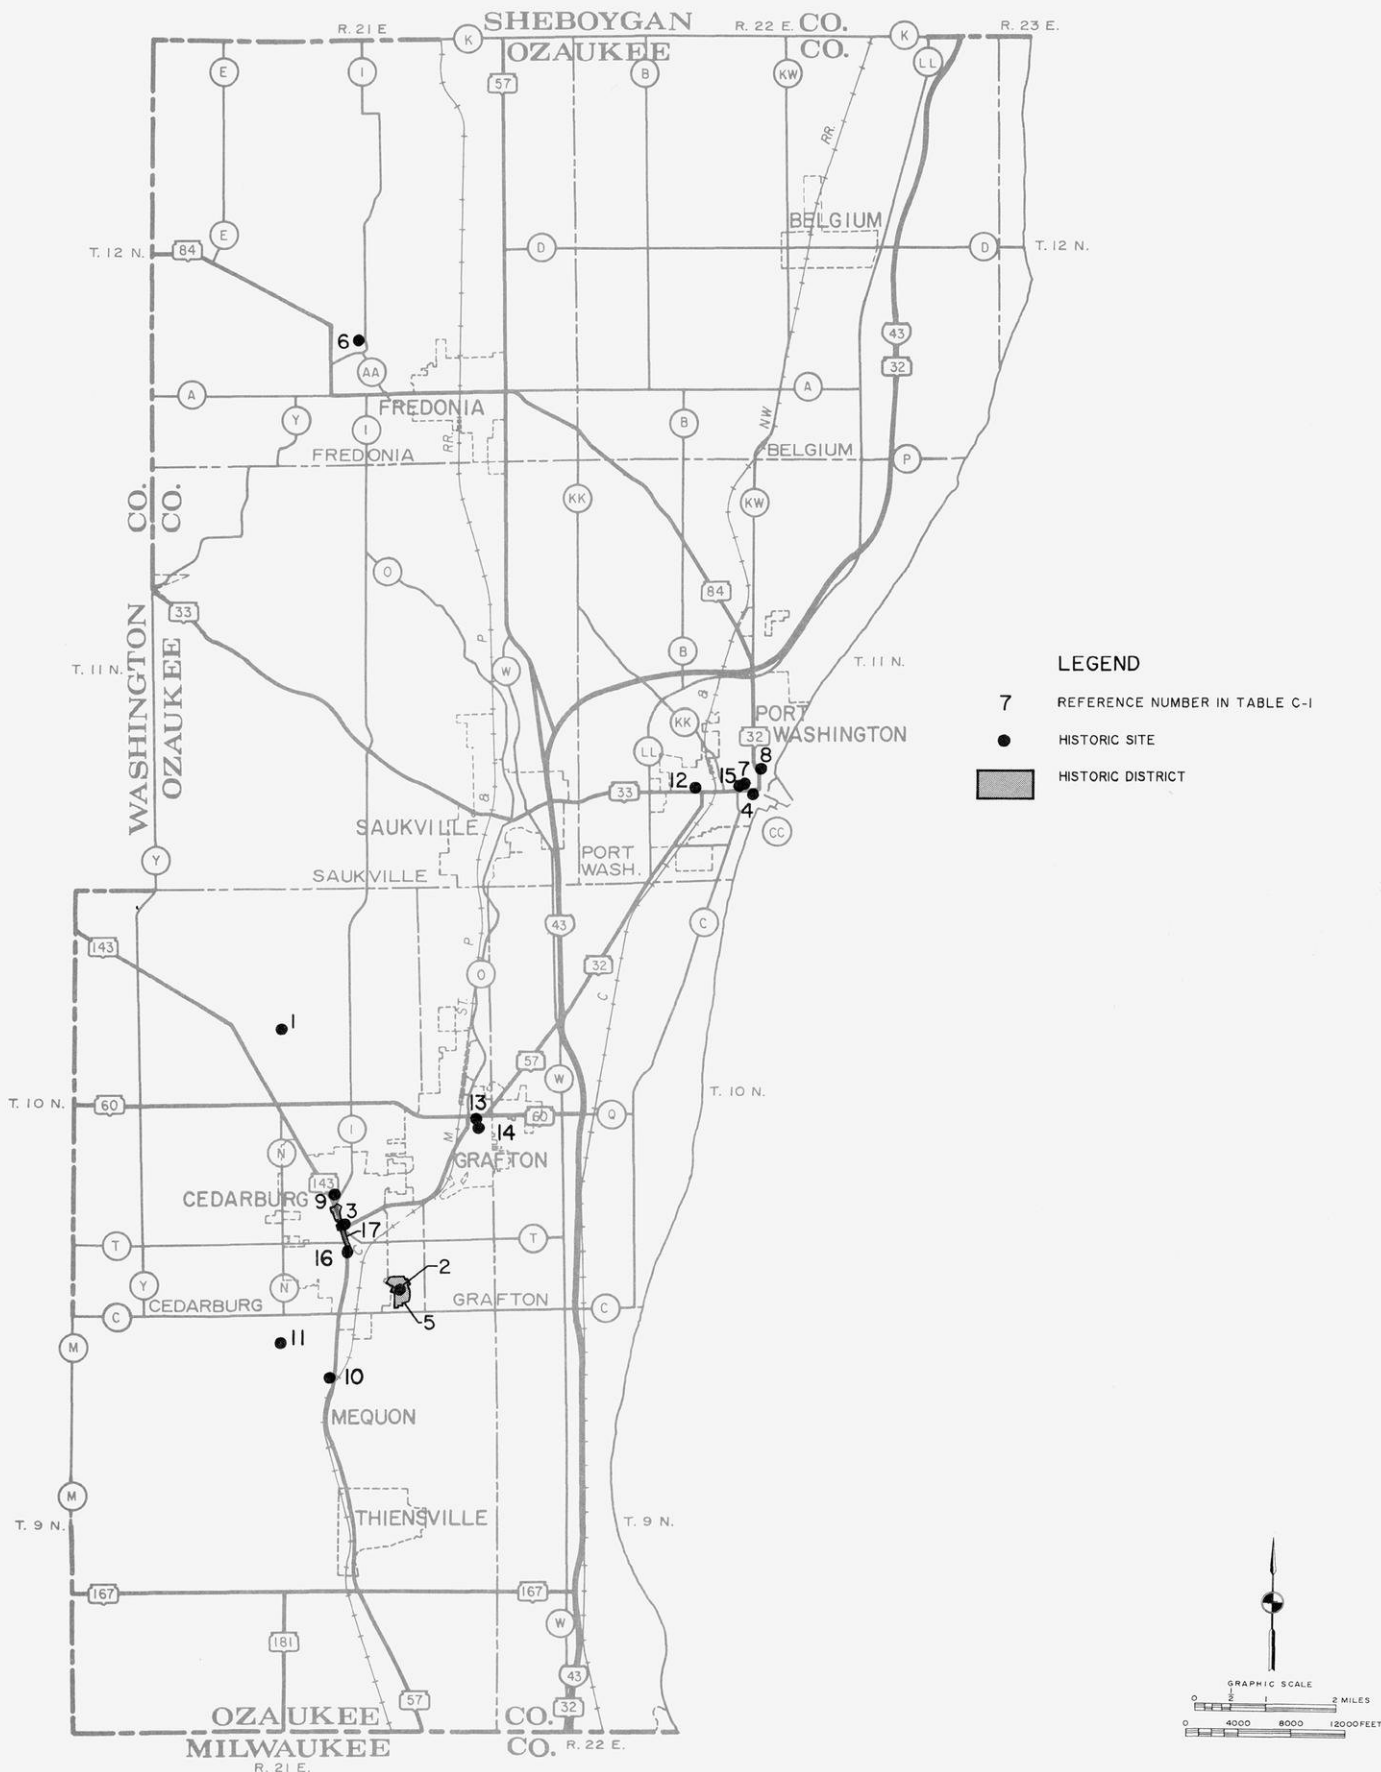 SHEBOYGAN CO.
OZAUKEE CO.
R. 21 E
R. 22 E.
R. 23 E.
K
K
E
I
57
B
KW
LL
RR.
BELGIUM
E
84
T. 12 N.
D
D
T. 12 N.
43
32
6
AA
A
A
Y
I
FREDONIA
B
NW
RR.
FREDONIA
BELGIUM
P
CO.
CO.
KK
KW
O
84
33
P
WASHINGTON
OZAUKEE
B
W
T. 11 N.
T. 11 N.
LEGEND
7 REFERENCE NUMBER IN TABLE C-1
HISTORIC SITE
HISTORIC DISTRICT
&
KK
PORT
WASHINGTON
32
LL
8
7
15
12
33
4
&
SAUKVILLE
CC
PORT
WASH.
Y
SAUKVILLE
143
43
C
P
O
32
C
1
ST.
57
W
T. 10 N.
T. 10 N.
60
13
60
Q
14
I
M
N
GRAFTON
143
CEDARBURG
9
3
17
T
T
16
C
2
Y
N
CEDARBURG
GRAFTON
C
C
5
M
11
10
MEQUON
M
THIENSVILLE
T. 9 N.
T. 9 N.
167
167
W
181
43
57
32
OZAUKEE CO.
MILWAUKEE CO.
R. 22 E.
R. 21 E.
GRAPHIC SCALE
0 1/2 1 2 MILES
0 4000 8000 12000 FEET